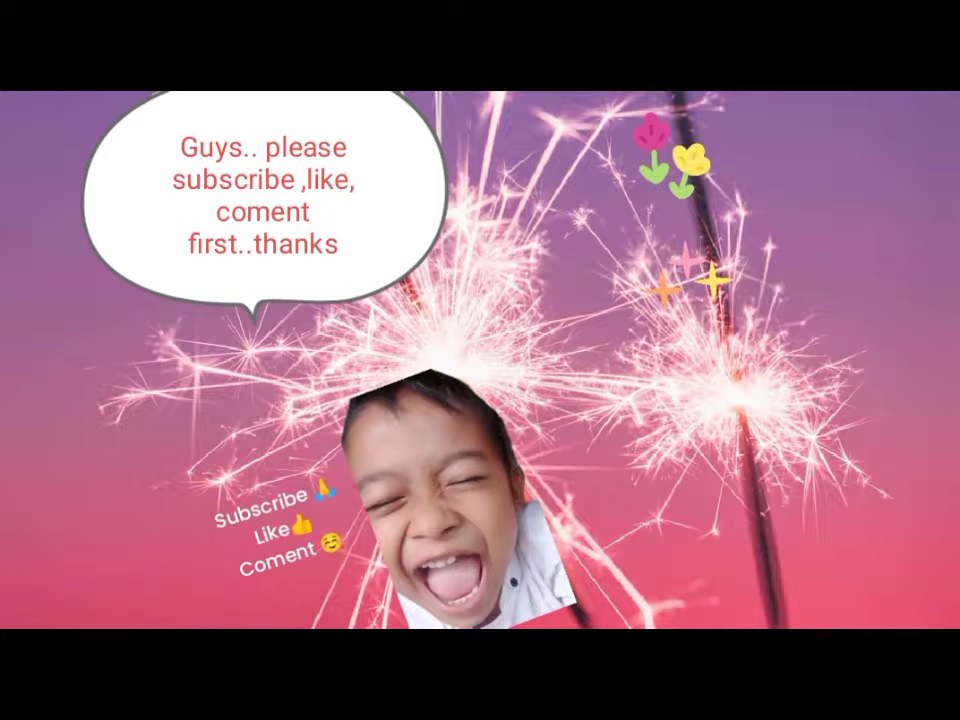 Guys.. please
subscribe ,like,
coment
first..thanks
Subscribe 🙏
Like👍
Coment ☺️